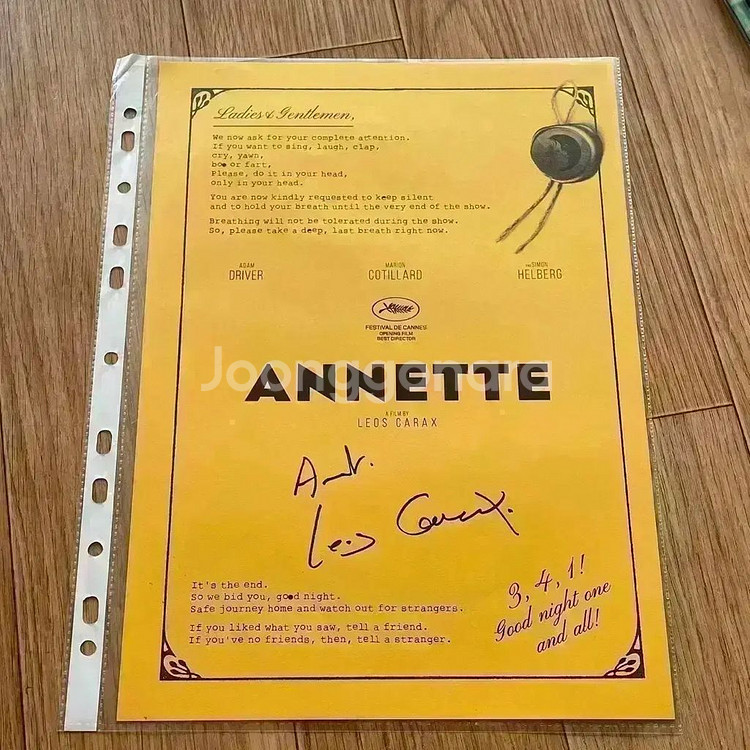 Ladies & Gentlemen,
We now ask for your complete attention.
If you want to sing, laugh, clap,
cry, yawn,
boo or fart,
Please, do it in your head,
only in your head.
You are now kindly requested to keep silent
and to hold your breath until the very end of the show.
Breathing will not be tolerated during the show.
So, please take a deep, last breath right now.
ADAM
DRIVER
MARION
COTILLARD
AND SIMON
HELBERG
FESTIVAL DE CANNES
OPENING FILM
BEST DIRECTOR
ANNETTE
Joonggonara
A FILM BY
LEOS CARAX
Leos Carax.
It's the end.
So we bid you, good night.
Safe journey home and watch out for strangers.
If you liked what you saw, tell a friend.
If you've no friends, then, tell a stranger.
3, 4, 1!
Good night one
and all!